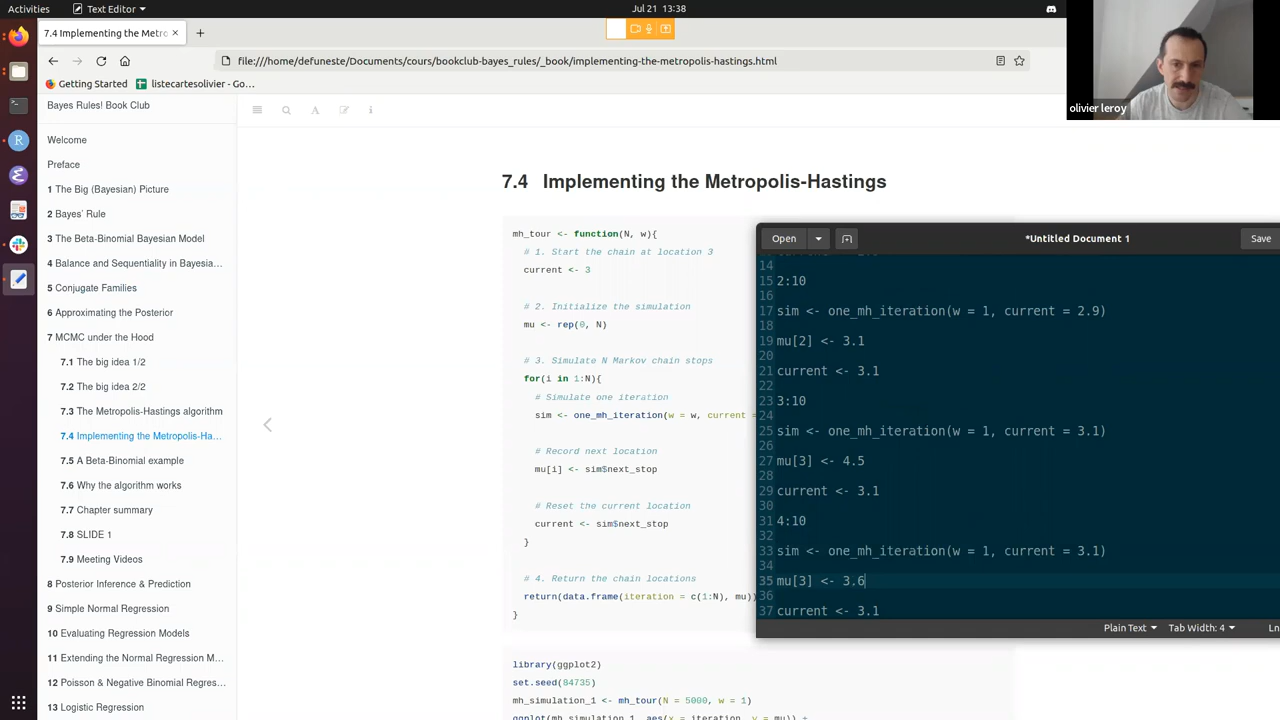 Activities
Text Editor
Jul 21 13:38
7.4 Implementing the Metro
file:///home/defuneste/Documents/cours/bookclub-bayes_rules/_book/implementing-the-metropolis-hastings.html
Getting Started
listecartesolivier - Go...
olivier leroy
Bayes Rules! Book Club
Welcome
Preface
1 The Big (Bayesian) Picture
2 Bayes' Rule
3 The Beta-Binomial Bayesian Model
4 Balance and Sequentiality in Bayesia...
5 Conjugate Families
6 Approximating the Posterior
7 MCMC under the Hood
7.1 The big idea 1/2
7.2 The big idea 2/2
7.3 The Metropolis-Hastings algorithm
7.4 Implementing the Metropolis-Ha...
7.5 A Beta-Binomial example
7.6 Why the algorithm works
7.7 Chapter summary
7.8 SLIDE 1
7.9 Meeting Videos
8 Posterior Inference & Prediction
9 Simple Normal Regression
10 Evaluating Regression Models
11 Extending the Normal Regression M...
12 Poisson & Negative Binomial Regres...
13 Logistic Regression
7.4 Implementing the Metropolis-Hastings
mh_tour <- function(N, w){
# 1. Start the chain at location 3
current <- 3
# 2. Initialize the simulation
mu <- rep(0, N)
# 3. Simulate N Markov chain stops
for(i in 1:N){
# Simulate one iteration
sim <- one_mh_iteration(w = w, current =
# Record next location
mu[i] <- sim$next_stop
# Reset the current location
current <- sim$next_stop
}
# 4. Return the chain locations
return(data.frame(iteration = c(1:N), mu))
}
library(ggplot2)
set.seed(84735)
mh_simulation_1 <- mh_tour(N = 5000, w = 1)
ggplot(mh_simulation_1, aes(x = iteration, y = mu)) +
Open
*Untitled Document 1
Save
14
15 2:10
16
17 sim <- one_mh_iteration(w = 1, current = 2.9)
18
19 mu[2] <- 3.1
20
21 current <- 3.1
22
23 3:10
24
25 sim <- one_mh_iteration(w = 1, current = 3.1)
26
27 mu[3] <- 4.5
28
29 current <- 3.1
30
31 4:10
32
33 sim <- one_mh_iteration(w = 1, current = 3.1)
34
35 mu[3] <- 3.6
36
37 current <- 3.1
Plain Text
Tab Width: 4
Ln